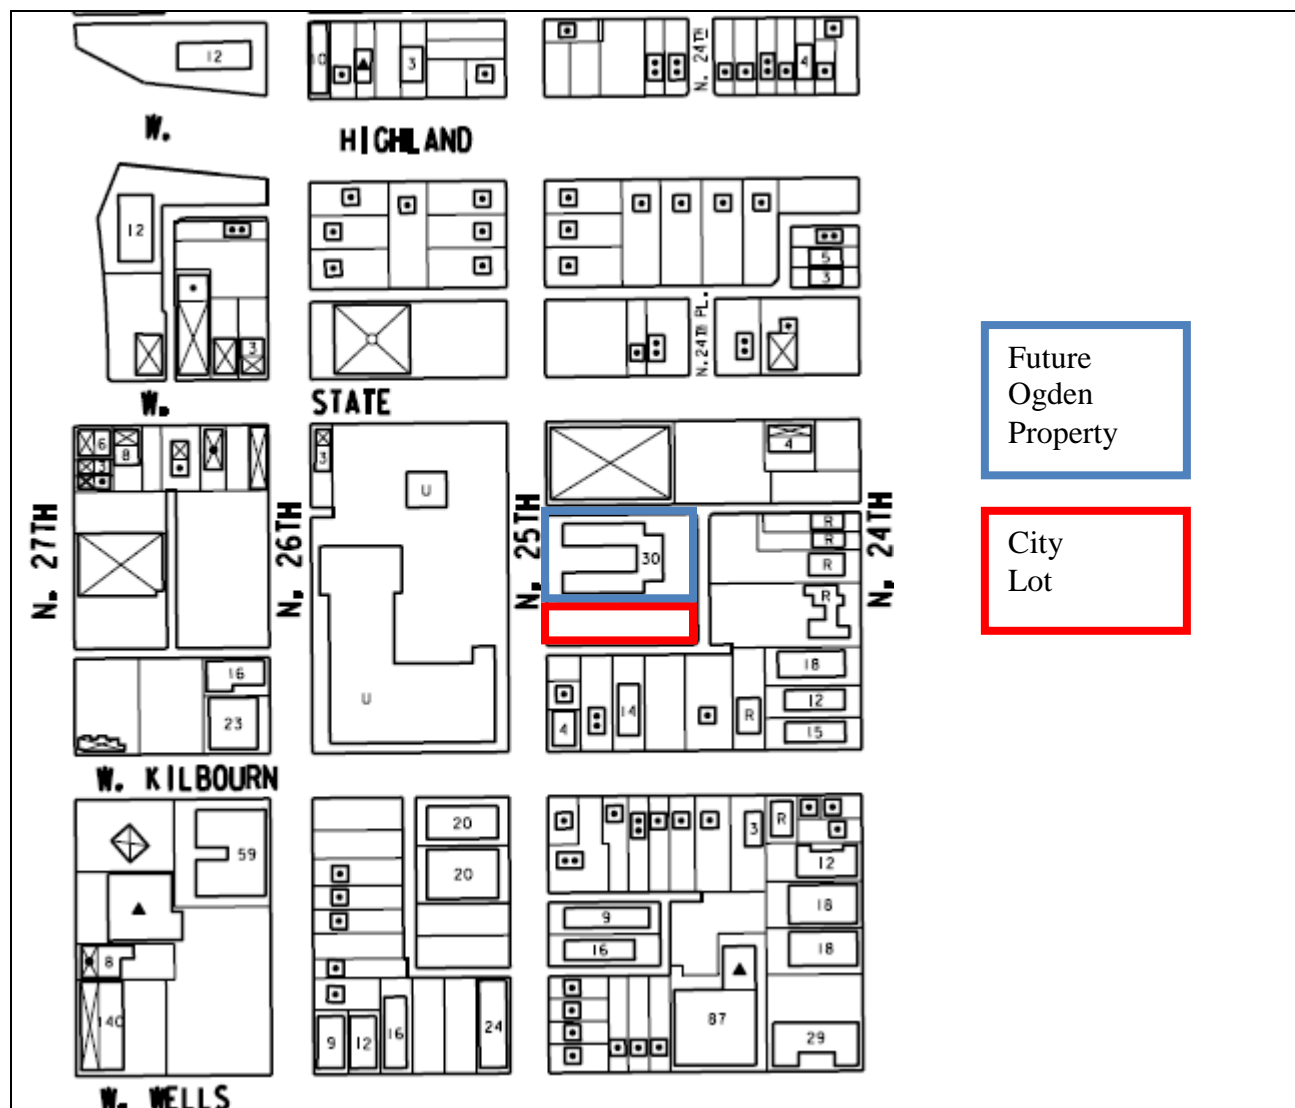 12
10
3
N. 24TH
4
W. HIGHLAND
12
5
3
3
N. 24TH PL.
W. STATE
Future
Ogden
Property
City
Lot
6
8
3
3
U
4
N. 27TH
N. 26TH
N. 25TH
N. 24TH
30
R
R
R
R
U
16
23
4
14
R
18
12
15
W. KILBOURN
59
20
20
3
R
12
18
18
9
16
8
140
9
12
16
24
87
29
W. WELLS